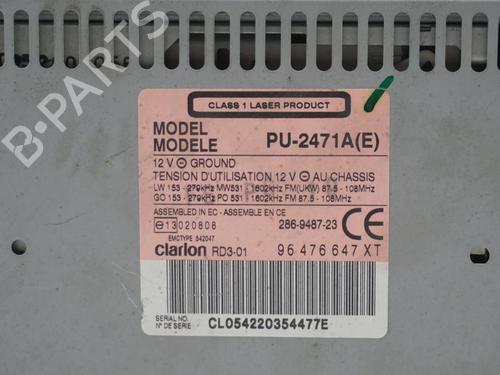 B-PARTS
CLASS 1 LASER PRODUCT
MODEL
MODELE
PU-2471A(E)
12 V ⊖ GROUND
TENSION D'UTILISATION 12 V ⊖ AU CHASSIS
LW 153 - 279kHz MW531 - 1602kHz FM(UKW) 87.5 - 108MHz
GO 153 - 279kHz PO 531 - 1602kHz FM 87.5 - 108MHz
ASSEMBLED IN EC - ASSEMBLE EN CE
286-9487-23 CE
e13 020808
EMCTYPE 542047
clarion RD3-01
96 476 647 XT
SERIAL NO.
Nº DE SERIE
CL054220354477E